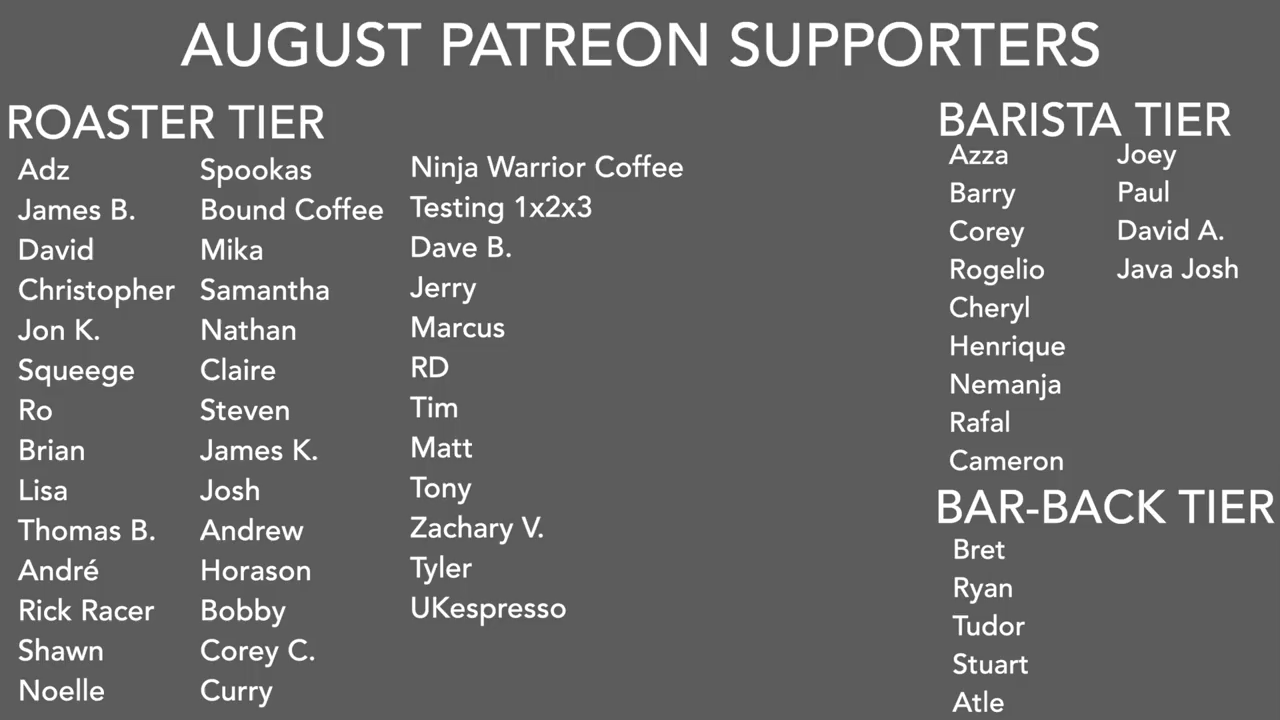 AUGUST PATREON SUPPORTERS
ROASTER TIER
Adz
James B.
David
Christopher
Jon K.
Squeege
Ro
Brian
Lisa
Thomas B.
André
Rick Racer
Shawn
Noelle
Spookas
Bound Coffee
Mika
Samantha
Nathan
Claire
Steven
James K.
Josh
Andrew
Horason
Bobby
Corey C.
Curry
Ninja Warrior Coffee
Testing 1x2x3
Dave B.
Jerry
Marcus
RD
Tim
Matt
Tony
Zachary V.
Tyler
UKespresso
BARISTA TIER
Azza
Barry
Corey
Rogelio
Cheryl
Henrique
Nemanja
Rafal
Cameron
Joey
Paul
David A.
Java Josh
BAR-BACK TIER
Bret
Ryan
Tudor
Stuart
Atle